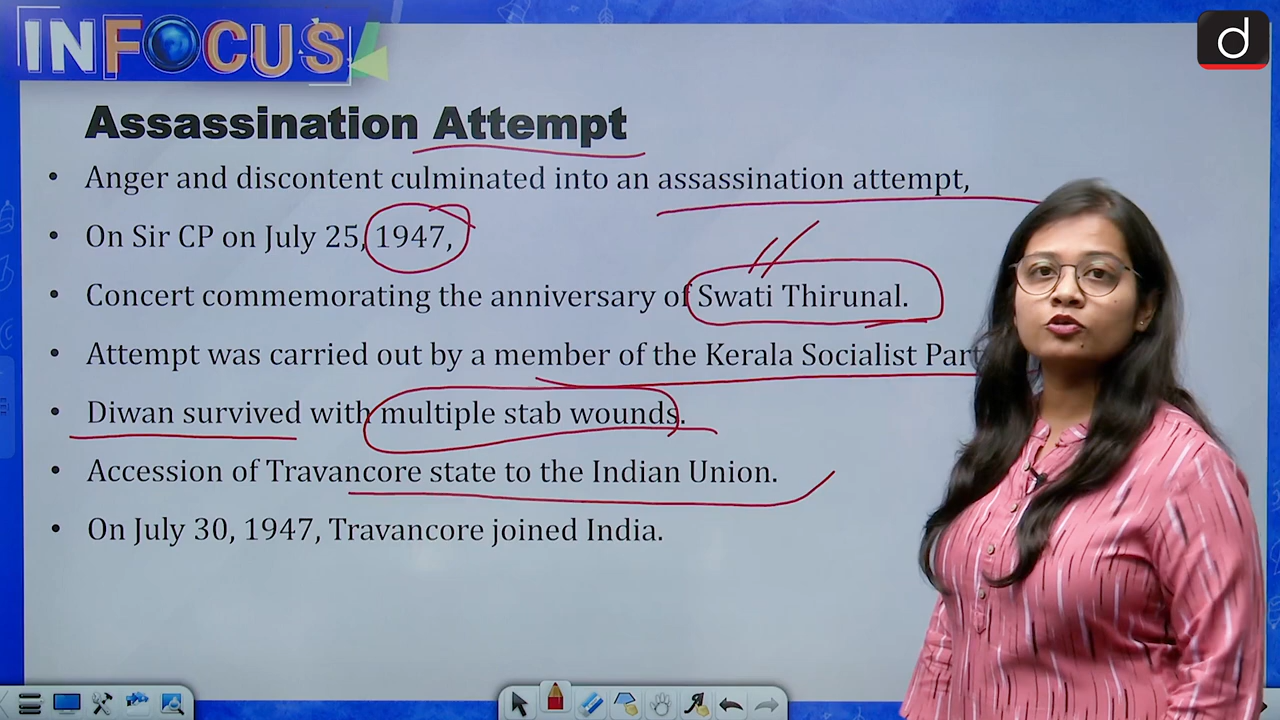 INFOCUS
d
Assassination Attempt
• Anger and discontent culminated into an assassination attempt,
• On Sir CP on July 25, 1947,
• Concert commemorating the anniversary of Swati Thirunal.
• Attempt was carried out by a member of the Kerala Socialist Part
• Diwan survived with multiple stab wounds.
• Accession of Travancore state to the Indian Union.
• On July 30, 1947, Travancore joined India.